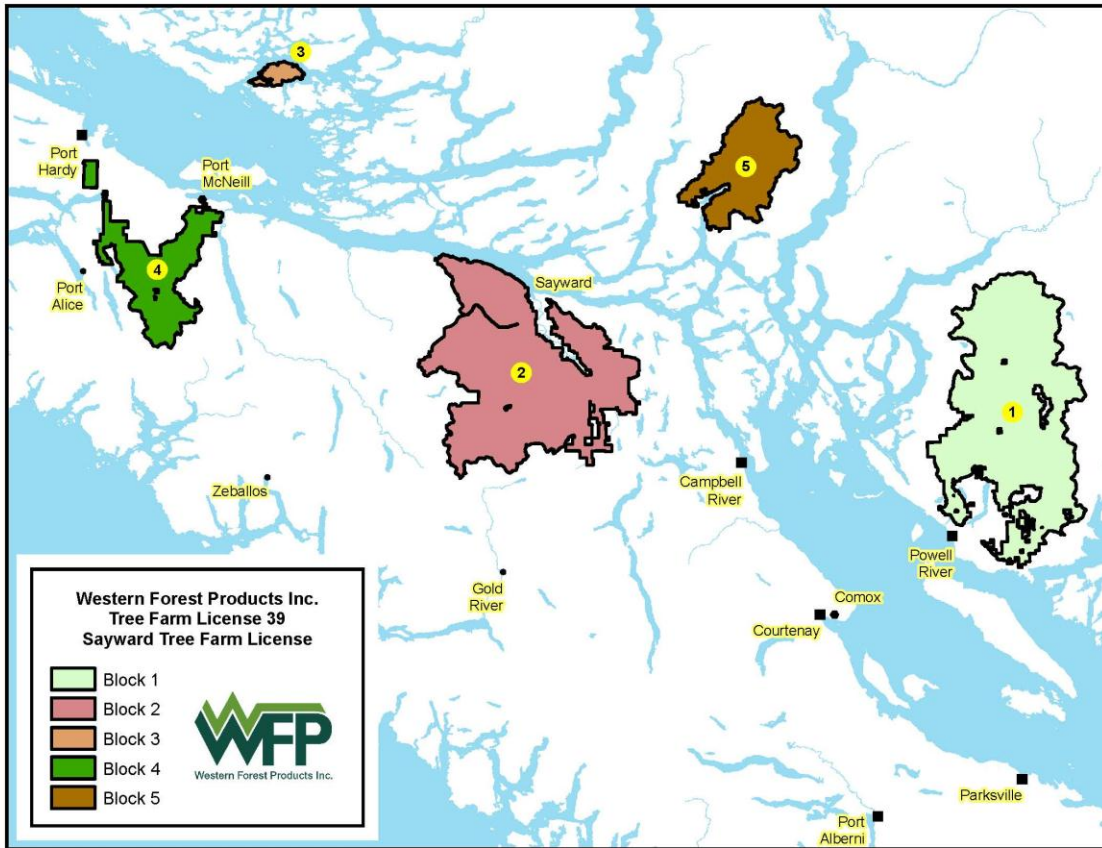 3
Port
Hardy
Port
McNeill
5
4
Port
Alice
Sayward
2
1
Zeballos
Campbell
River
Powell
River
Gold
River
Comox
Courtenay
Parksville
Port
Alberni
Western Forest Products Inc.
Tree Farm License 39
Sayward Tree Farm License
Block 1
Block 2
Block 3
Block 4
Block 5
WFP
Western Forest Products Inc.